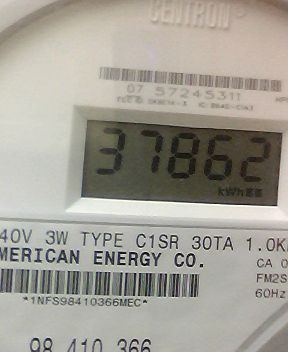 CENTRON®
07 57245311
37862
kWh
40V 3W TYPE C1SR 30TA 1.0K
MERICAN ENERGY CO.
CA 0
FM2S
*1NFS98410366MEC*
60Hz
98 410 366